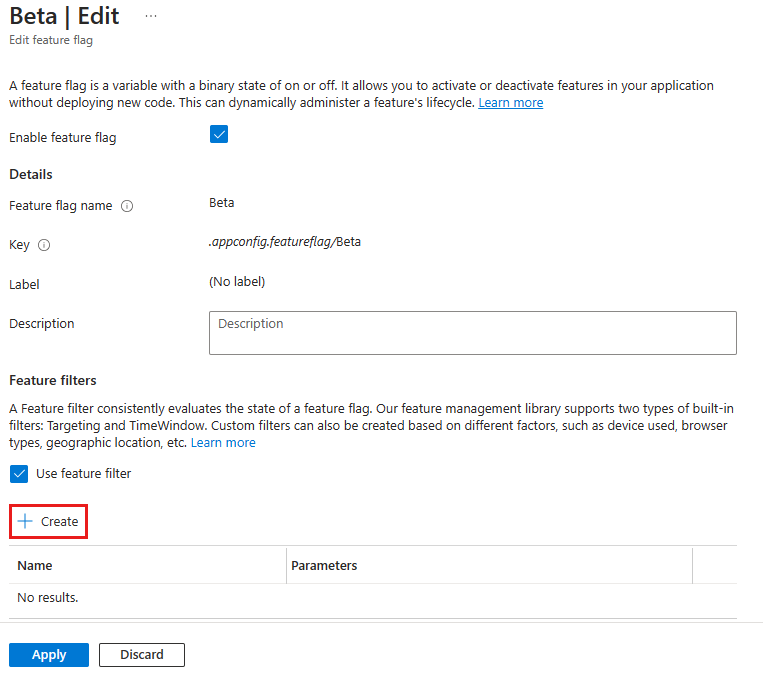 Beta | Edit ...
Edit feature flag
A feature flag is a variable with a binary state of on or off. It allows you to activate or deactivate features in your application
without deploying new code. This can dynamically administer a feature's lifecycle. Learn more
Enable feature flag
Details
Feature flag name Beta
Key .appconfig.featureflag/Beta
Label (No label)
Description Description
Feature filters
A Feature filter consistently evaluates the state of a feature flag. Our feature management library supports two types of built-in
filters: Targeting and TimeWindow. Custom filters can also be created based on different factors, such as device used, browser
types, geographic location, etc. Learn more
Use feature filter
+ Create
Name Parameters
No results.
Apply Discard